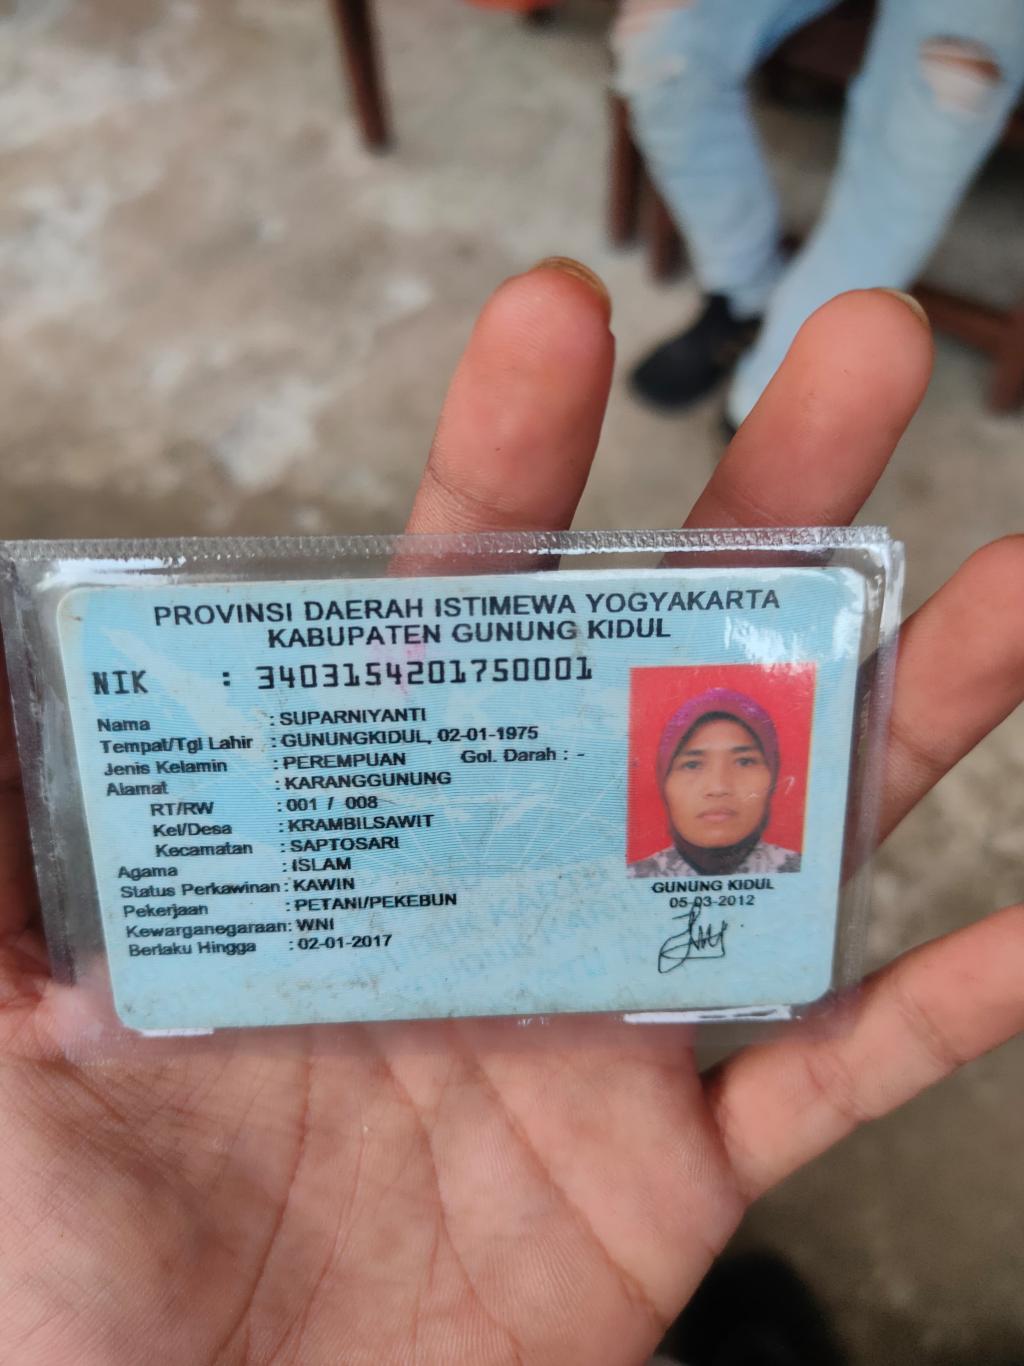 PROVINSI DAERAH ISTIMEWA YOGYAKARTA
KABUPATEN GUNUNG KIDUL
NIK : 3403154201750001
Nama : SUPARNIYANTI
Tempat/Tgl Lahir : GUNUNGKIDUL, 02-01-1975
Jenis Kelamin : PEREMPUAN Gol. Darah : -
Alamat : KARANGGUNUNG
RT/RW : 001 / 008
Kel/Desa : KRAMBILSAWIT
Kecamatan : SAPTOSARI
Agama : ISLAM
Status Perkawinan : KAWIN
Pekerjaan : PETANI/PEKEBUN
Kewarganegaraan : WNI
Berlaku Hingga : 02-01-2017
GUNUNG KIDUL
05-03-2012